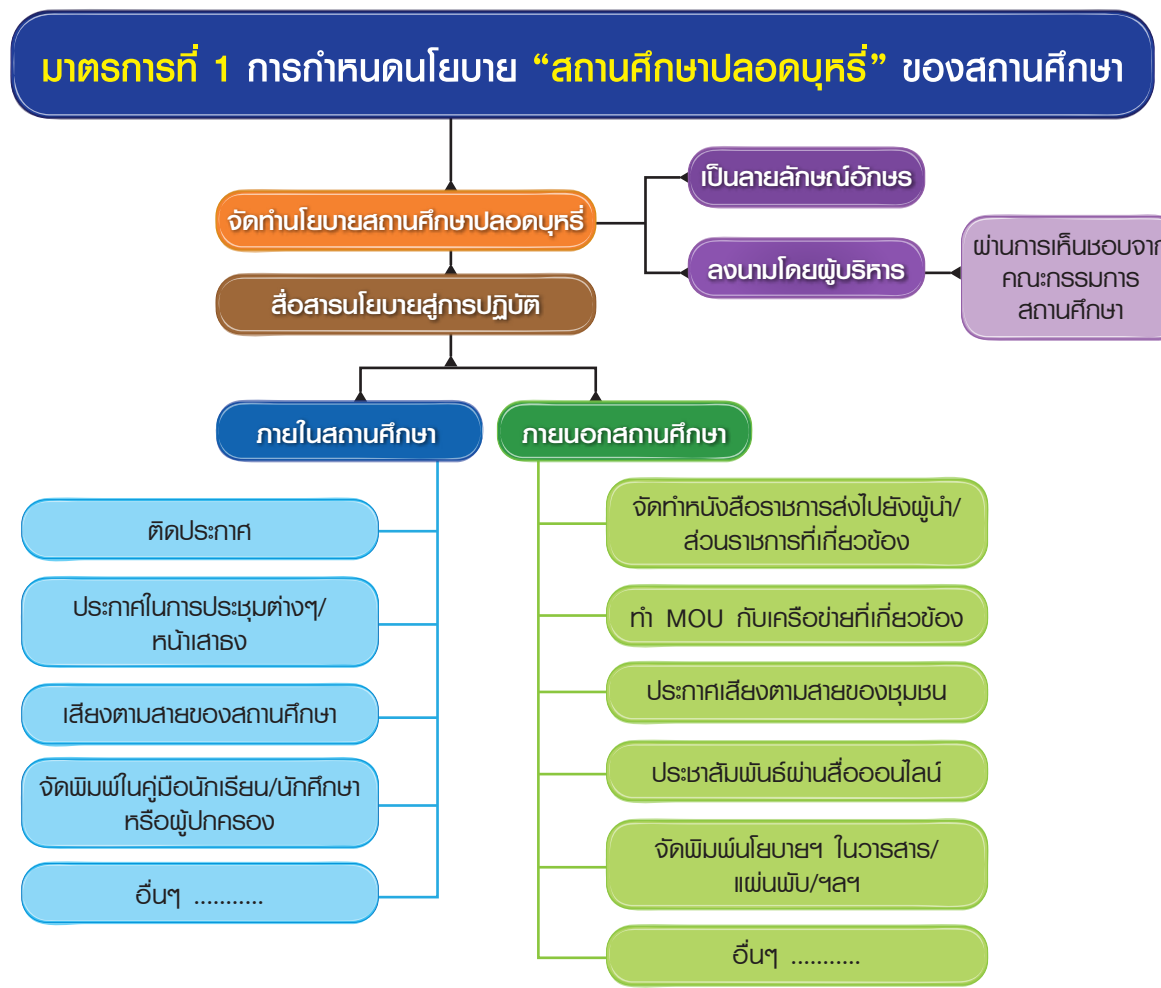 มาตรการที่ 1 การกำหนดนโยบาย “สถานศึกษาปลอดบุหรี่” ของสถานศึกษา
จัดทำนโยบายสถานศึกษาปลอดบุหรี่
เป็นลายลักษณ์อักษร
ลงนามโดยผู้บริหาร
ผ่านการเห็นชอบจาก
คณะกรรมการ
สถานศึกษา
สื่อสารนโยบายสู่การปฏิบัติ
ภายในสถานศึกษา
ติดประกาศ
ประกาศในการประชุมต่างๆ/
หน้าเสาธง
เสียงตามสายของสถานศึกษา
จัดพิมพ์ในคู่มือนักเรียน/นักศึกษา
หรือผู้ปกครอง
อื่นๆ ...........
ภายนอกสถานศึกษา
จัดทำหนังสือราชการส่งไปยังผู้นำ/
ส่วนราชการที่เกี่ยวข้อง
ทำ MOU กับเครือข่ายที่เกี่ยวข้อง
ประกาศเสียงตามสายของชุมชน
ประชาสัมพันธ์ผ่านสื่อออนไลน์
จัดพิมพ์นโยบายฯ ในวารสาร/
แผ่นพับ/ฯลฯ
อื่นๆ ...........